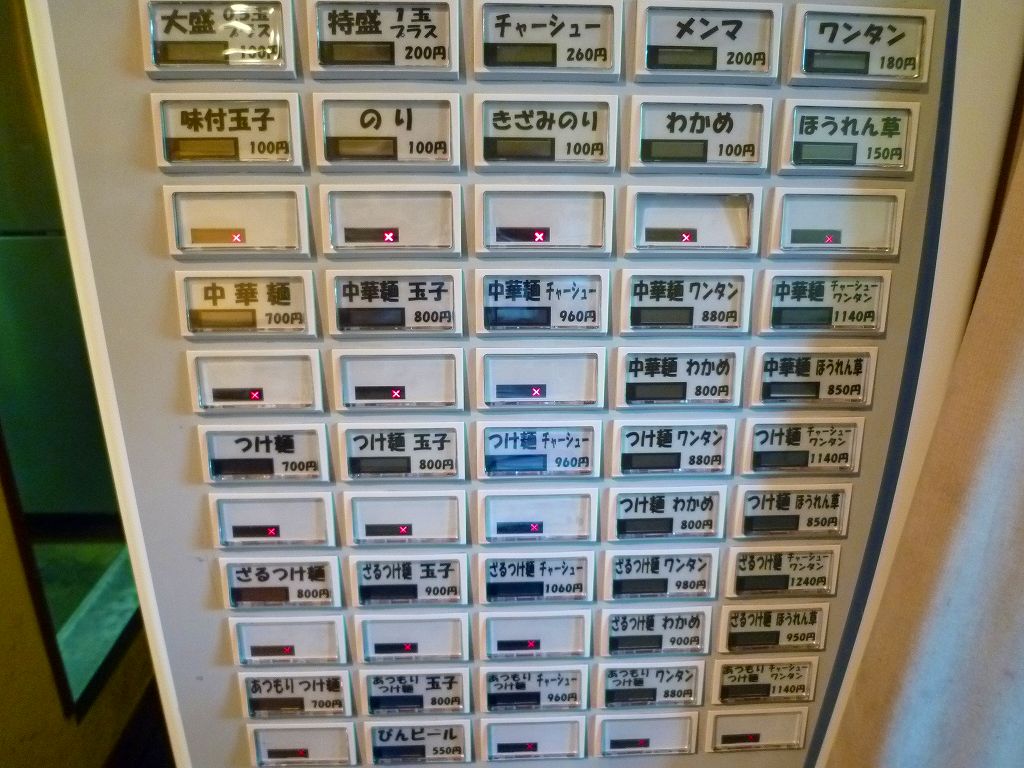 大盛 0.5玉
プラス
100円
特盛 1玉
プラス
200円
チャーシュー
260円
メンマ
200円
ワンタン
180円
味付玉子
100円
のり
100円
きざみのり
100円
わかめ
100円
ほうれん草
150円
中華麺
700円
中華麺 玉子
800円
中華麺 チャーシュー
960円
中華麺 ワンタン
880円
中華麺 チャーシュー
ワンタン
1140円
中華麺 わかめ
800円
中華麺 ほうれん草
850円
つけ麺
700円
つけ麺 玉子
800円
つけ麺 チャーシュー
960円
つけ麺 ワンタン
880円
つけ麺 チャーシュー
ワンタン
1140円
つけ麺 わかめ
800円
つけ麺 ほうれん草
850円
ざるつけ麺
800円
ざるつけ麺 玉子
900円
ざるつけ麺 チャーシュー
1060円
ざるつけ麺 ワンタン
980円
ざるつけ麺 チャーシュー
ワンタン
1240円
ざるつけ麺 わかめ
900円
ざるつけ麺 ほうれん草
950円
あつもり つけ麺
700円
あつもり
つけ麺 玉子
800円
あつもり
つけ麺 チャーシュー
960円
あつもり
つけ麺 ワンタン
880円
あつもり
つけ麺 チャーシュー
ワンタン
1140円
びんビール
550円